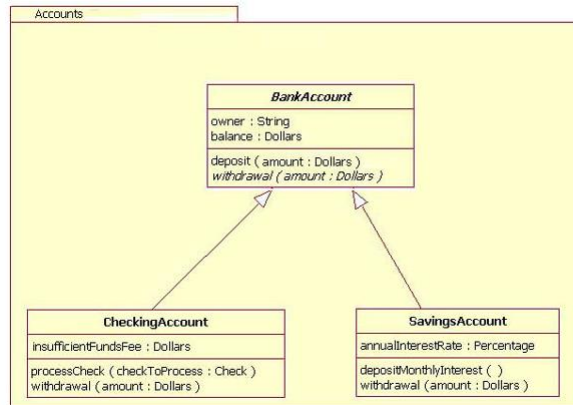 Accounts
BankAccount
owner : String
balance : Dollars
deposit ( amount : Dollars )
withdrawal ( amount : Dollars )
CheckingAccount
insufficientFundsFee : Dollars
processCheck ( checkToProcess : Check )
withdrawal ( amount : Dollars )
SavingsAccount
annualInterestRate : Percentage
depositMonthlyInterest ( )
withdrawal ( amount : Dollars )